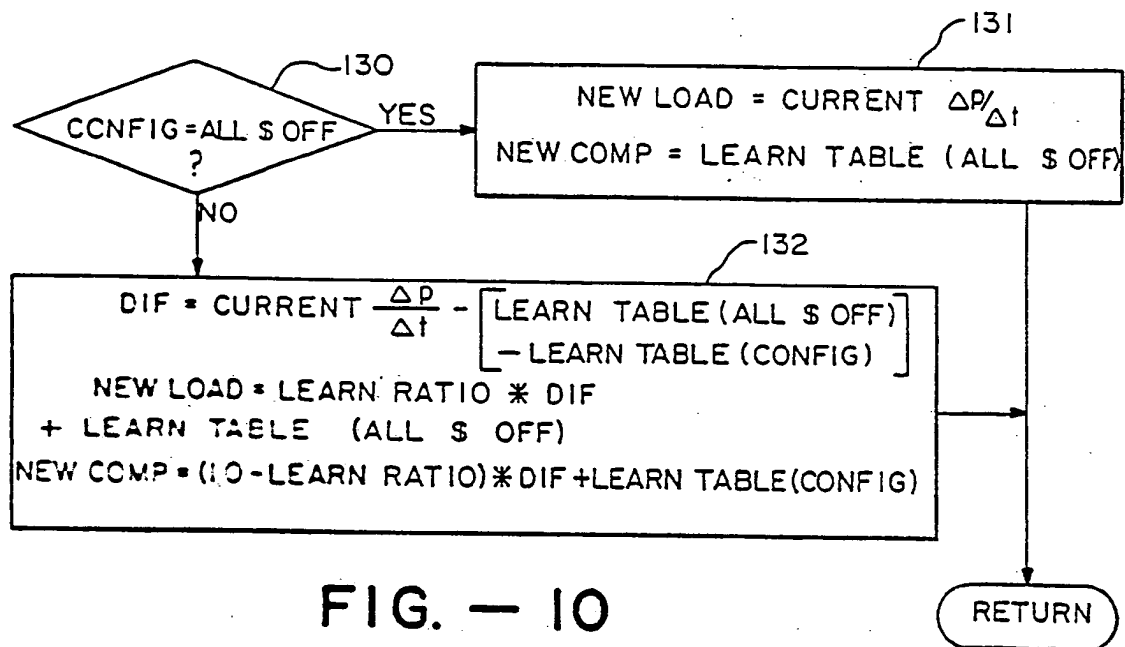 130
CCNFIG=ALL $ OFF
?
YES
NO
131
NEW LOAD = CURRENT Δp/Δt
NEW COMP = LEARN TABLE (ALL $ OFF)
132
DIF = CURRENT Δp/Δt - [LEARN TABLE (ALL $ OFF)
- LEARN TABLE (CONFIG)]
NEW LOAD = LEARN RATIO * DIF
+ LEARN TABLE (ALL $ OFF)
NEW COMP = (1.0-LEARN RATIO)*DIF+LEARN TABLE(CONFIG)
RETURN
FIG. — 10